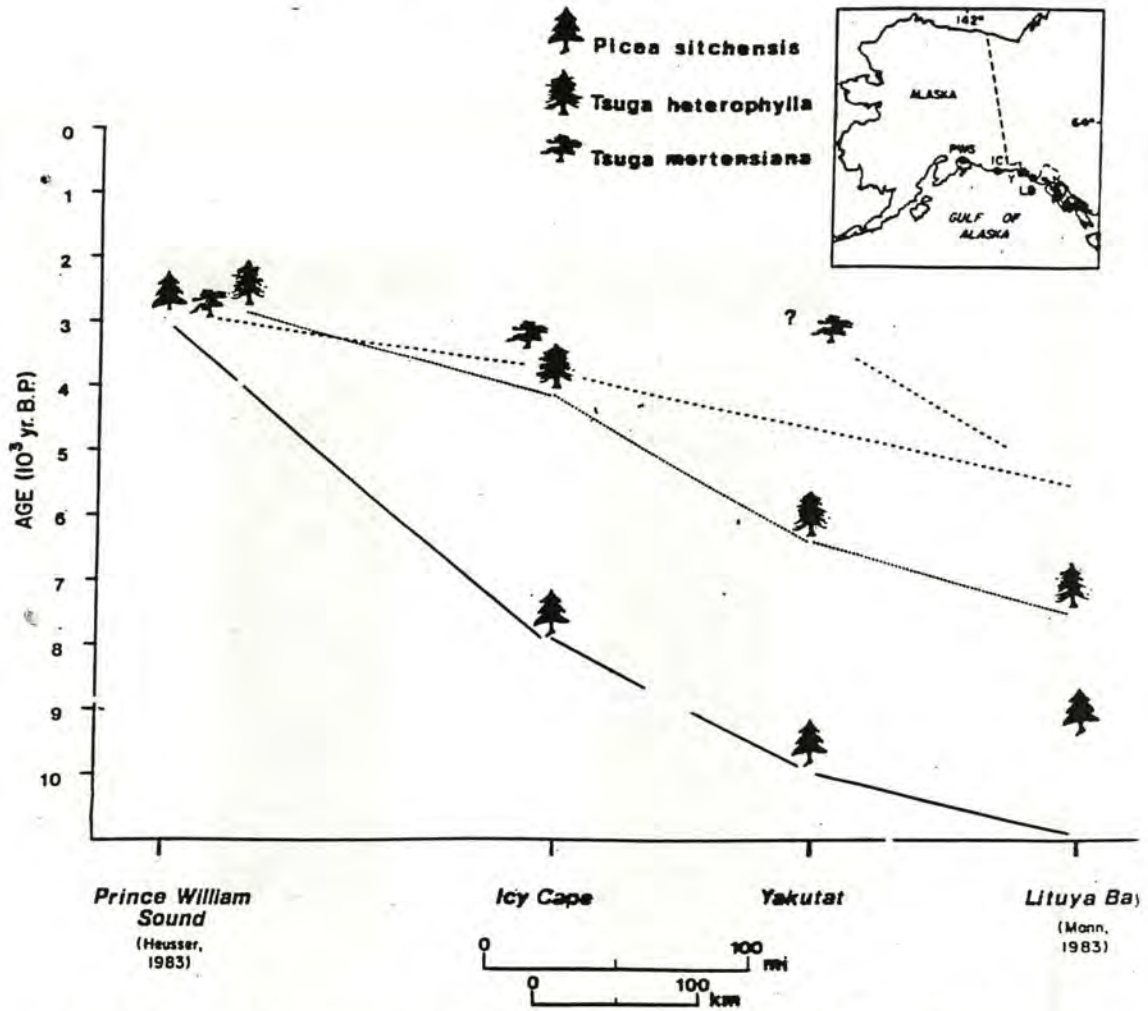 Picea sitchensis
Tsuga heterophylla
Tsuga mertensiana
142°
ALASKA
64°
PWS
IC
Y
LB
GULF OF
ALASKA
AGE (10³ yr. B.P.)
0
1
2
3
4
5
6
7
8
9
10
?
Prince William
Sound
(Heusser,
1983)
Icy Cape
Yakutat
Lituya Bay
(Mann,
1983)
0 100
mi
0 100
km